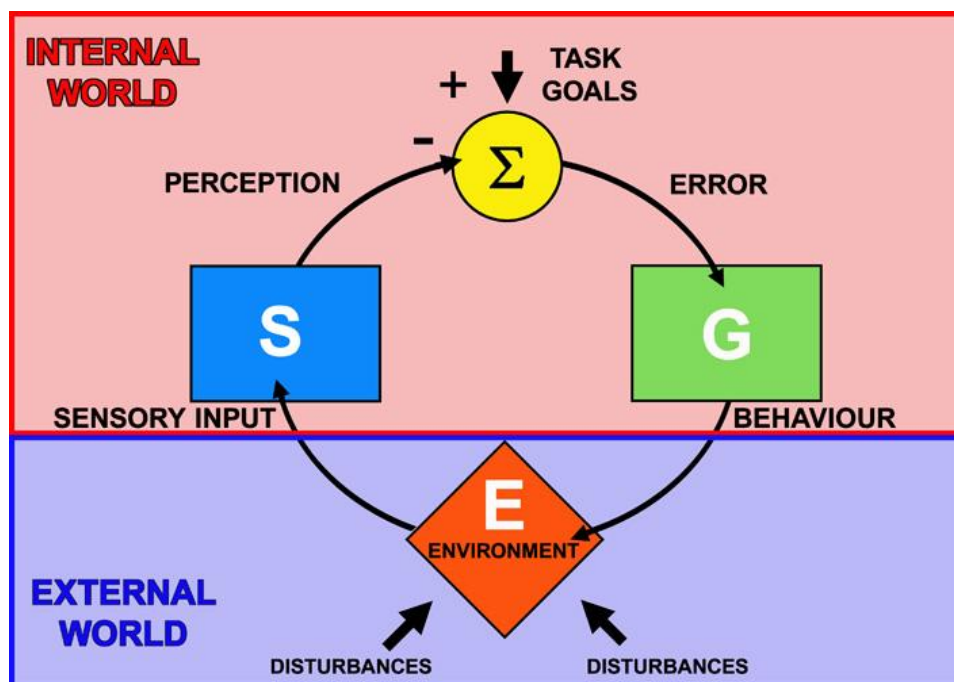 INTERNAL
WORLD
+
TASK
GOALS
-
Σ
PERCEPTION
ERROR
S
G
SENSORY INPUT
BEHAVIOUR
E
ENVIRONMENT
EXTERNAL
WORLD
DISTURBANCES
DISTURBANCES